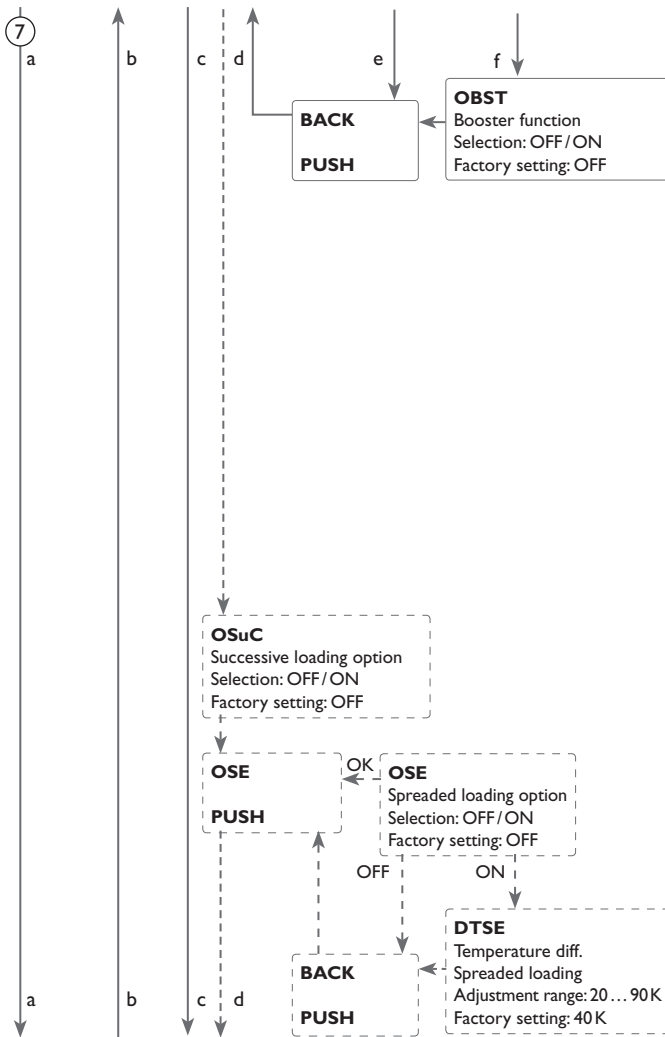 7
a
b
c
d
e
f
BACK
PUSH
OBST
Booster function
Selection: OFF / ON
Factory setting: OFF
OSuC
Successive loading option
Selection: OFF / ON
Factory setting: OFF
OSE
PUSH
OK
OSE
Spreaded loading option
Selection: OFF / ON
Factory setting: OFF
OFF
ON
BACK
PUSH
DTSE
Temperature diff.
Spreaded loading
Adjustment range: 20 … 90 K
Factory setting: 40 K
a
b
c
d